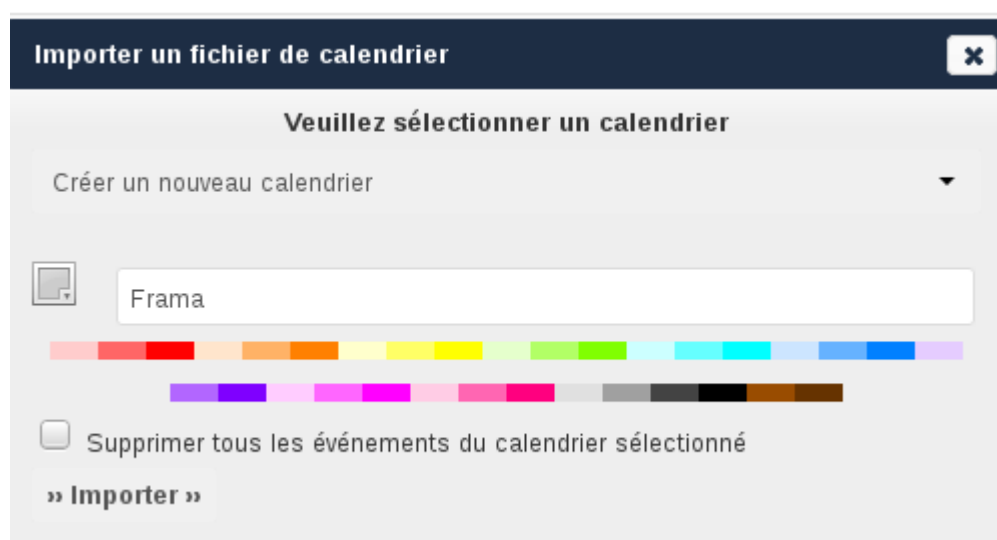 Importer un fichier de calendrier
Veuillez sélectionner un calendrier
Créer un nouveau calendrier
Frama
Supprimer tous les événements du calendrier sélectionné
» Importer »